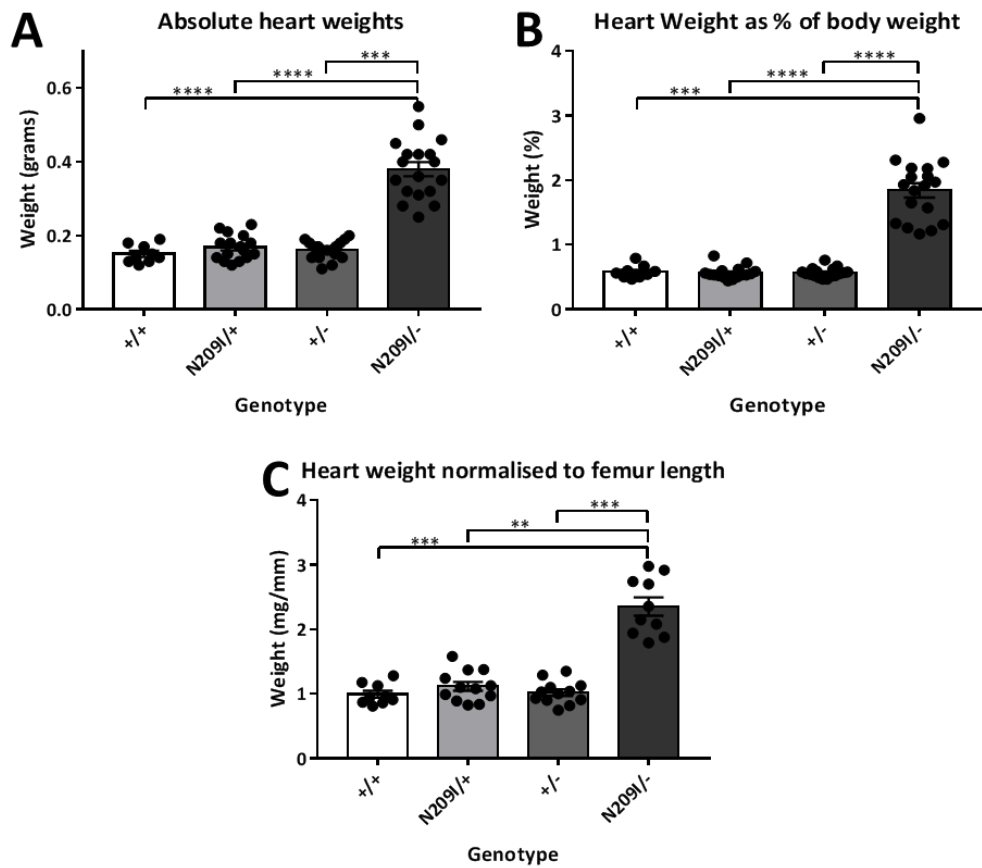 A
Absolute heart weights
***
****
****
Weight (grams)
0.6
0.4
0.2
0.0
+/+
N209I/+
+/-
N209I/-
Genotype
B
Heart Weight as % of body weight
****
****
***
Weight (%)
4
3
2
1
0
+/+
N209I/+
+/-
N209I/-
Genotype
C
Heart weight normalised to femur length
***
**
***
Weight (mg/mm)
4
3
2
1
0
+/+
N209I/+
+/-
N209I/-
Genotype